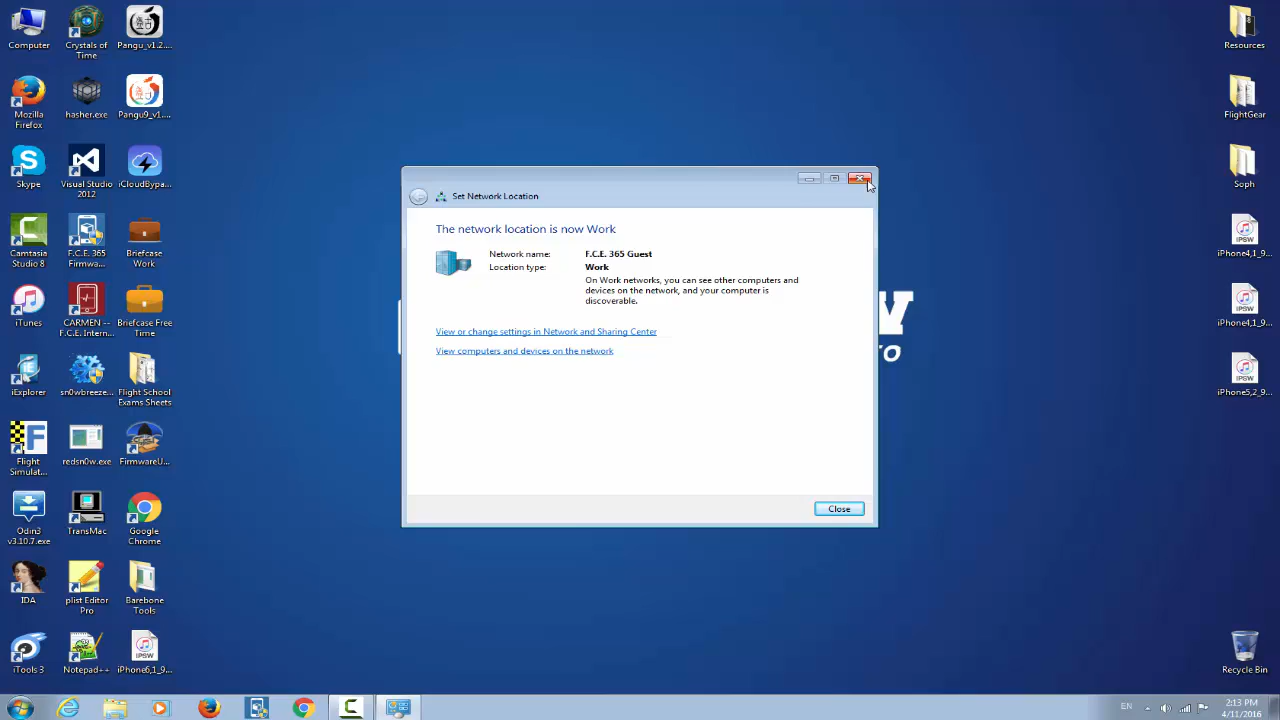 Computer
Crystals of
Time
Pangu_v1.2....
Mozilla
Firefox
hasher.exe
Pangu9_v1....
Skype
Visual Studio
2012
iCloudBypa...
Camtasia
Studio 8
F.C.E. 365
Firmwa...
Briefcase
Work
iTunes
CARMEN --
F.C.E. Intern...
Briefcase Free
Time
iExplorer
sn0wbreeze...
Flight School
Exams Sheets
Flight
Simulat...
redsn0w.exe
FirmwareU...
Odin3
v3.10.7.exe
TransMac
Google
Chrome
IDA
plist Editor
Pro
Barebone
Tools
iTools 3
Notepad++
iPhone6,1_9...
Set Network Location
The network location is now Work
Network name:
F.C.E. 365 Guest
Location type:
Work
On Work networks, you can see other computers and
devices on the network, and your computer is
discoverable.
View or change settings in Network and Sharing Center
View computers and devices on the network
Close
Resources
FlightGear
Soph
iPhone4,1_9...
iPhone4,1_9...
iPhone5,2_9...
Recycle Bin
EN
2:13 PM
4/11/2016